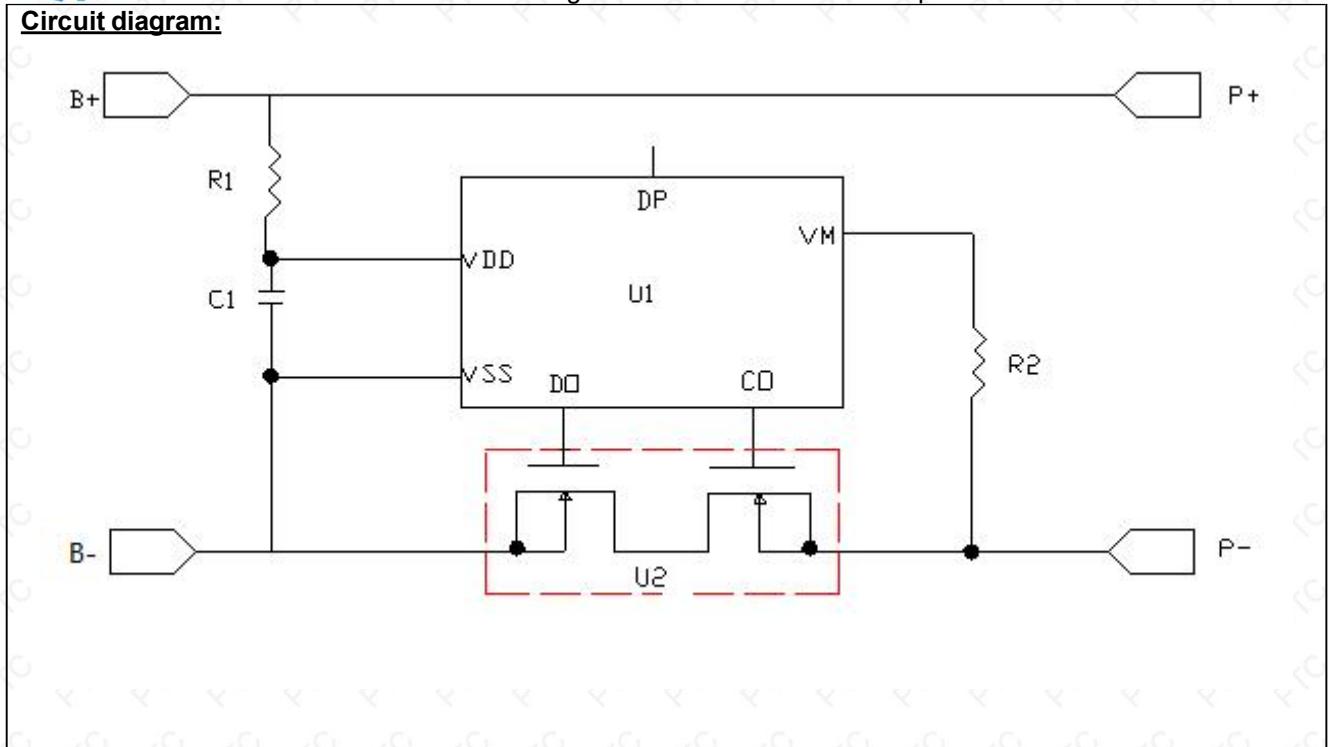 Circuit diagram:
B+
P+
R1
DP
VM
VDD
C1
U1
R2
VSS
DO
CO
B-
U2
P-